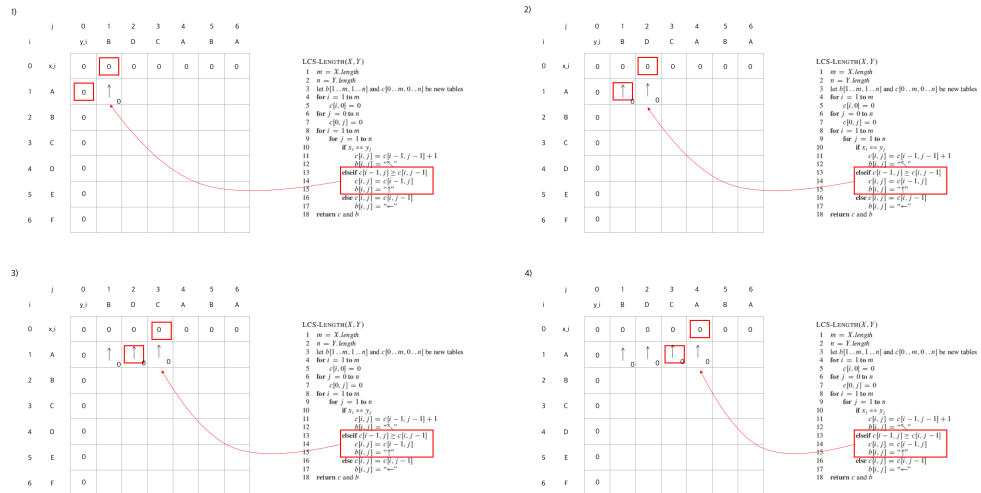 1)
j 0 1 2 3 4 5 6
i y_i B D C A B A
0 x_i 0 0 0 0 0 0 0
1 A 0 ↑ 0
2 B 0
3 C 0
4 D 0
5 E 0
6 F 0
LCS-LENGTH(X, Y)
1 m = X.length
2 n = Y.length
3 let b[1..m, 1..n] and c[0..m, 0..n] be new tables
4 for i = 1 to m
5 c[i, 0] = 0
6 for j = 0 to n
7 c[0, j] = 0
8 for i = 1 to m
9 for j = 1 to n
10 if x_i == y_j
11 c[i, j] = c[i − 1, j − 1] + 1
12 b[i, j] = "↖"
13 elseif c[i − 1, j] ≥ c[i, j − 1]
14 c[i, j] = c[i − 1, j]
15 b[i, j] = "↑"
16 else c[i, j] = c[i, j − 1]
17 b[i, j] = "←"
18 return c and b
2)
j 0 1 2 3 4 5 6
i y_i B D C A B A
0 x_i 0 0 0 0 0 0 0
1 A 0 ↑ 0 ↑ 0
2 B 0
3 C 0
4 D 0
5 E 0
6 F 0
LCS-LENGTH(X, Y)
1 m = X.length
2 n = Y.length
3 let b[1..m, 1..n] and c[0..m, 0..n] be new tables
4 for i = 1 to m
5 c[i, 0] = 0
6 for j = 0 to n
7 c[0, j] = 0
8 for i = 1 to m
9 for j = 1 to n
10 if x_i == y_j
11 c[i, j] = c[i − 1, j − 1] + 1
12 b[i, j] = "↖"
13 elseif c[i − 1, j] ≥ c[i, j − 1]
14 c[i, j] = c[i − 1, j]
15 b[i, j] = "↑"
16 else c[i, j] = c[i, j − 1]
17 b[i, j] = "←"
18 return c and b
3)
j 0 1 2 3 4 5 6
i y_i B D C A B A
0 x_i 0 0 0 0 0 0 0
1 A 0 ↑ 0 ↑ 0 ↑ 0
2 B 0
3 C 0
4 D 0
5 E 0
6 F 0
LCS-LENGTH(X, Y)
1 m = X.length
2 n = Y.length
3 let b[1..m, 1..n] and c[0..m, 0..n] be new tables
4 for i = 1 to m
5 c[i, 0] = 0
6 for j = 0 to n
7 c[0, j] = 0
8 for i = 1 to m
9 for j = 1 to n
10 if x_i == y_j
11 c[i, j] = c[i − 1, j − 1] + 1
12 b[i, j] = "↖"
13 elseif c[i − 1, j] ≥ c[i, j − 1]
14 c[i, j] = c[i − 1, j]
15 b[i, j] = "↑"
16 else c[i, j] = c[i, j − 1]
17 b[i, j] = "←"
18 return c and b
4)
j 0 1 2 3 4 5 6
i y_i B D C A B A
0 x_i 0 0 0 0 0 0 0
1 A 0 ↑ 0 ↑ 0 ↑ 0 ↑ 0
2 B 0
3 C 0
4 D 0
5 E 0
6 F 0
LCS-LENGTH(X, Y)
1 m = X.length
2 n = Y.length
3 let b[1..m, 1..n] and c[0..m, 0..n] be new tables
4 for i = 1 to m
5 c[i, 0] = 0
6 for j = 0 to n
7 c[0, j] = 0
8 for i = 1 to m
9 for j = 1 to n
10 if x_i == y_j
11 c[i, j] = c[i − 1, j − 1] + 1
12 b[i, j] = "↖"
13 elseif c[i − 1, j] ≥ c[i, j − 1]
14 c[i, j] = c[i − 1, j]
15 b[i, j] = "↑"
16 else c[i, j] = c[i, j − 1]
17 b[i, j] = "←"
18 return c and b